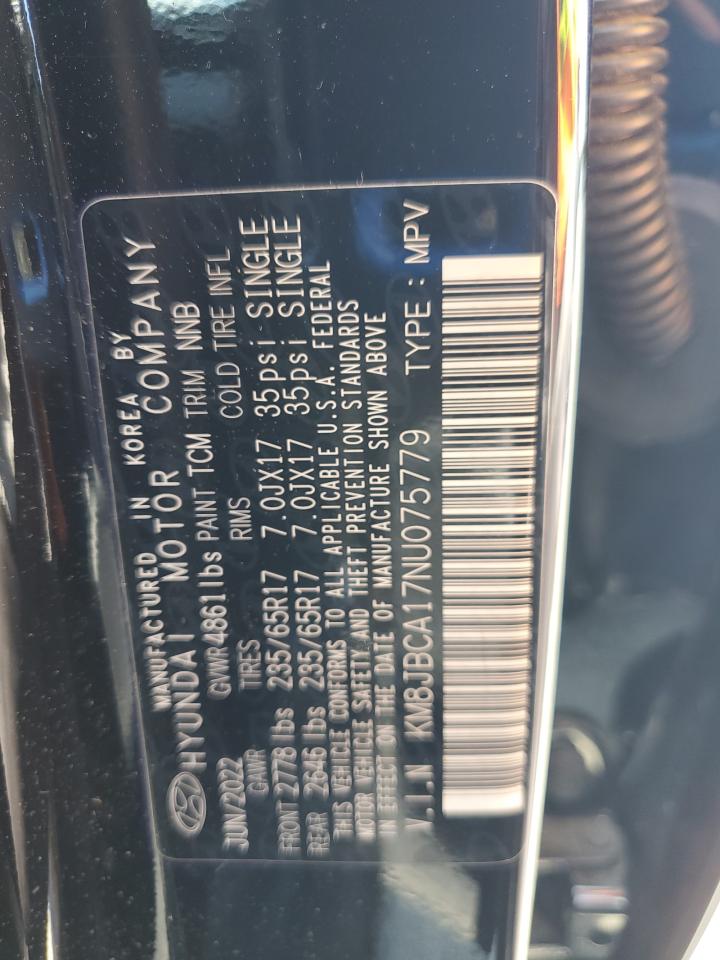 MANUFACTURED IN KOREA BY
HYUNDAI MOTOR COMPANY
JUN/2022 GVWR 4861 lbs PAINT TCM TRIM NNB
GAWR TIRES RIMS COLD TIRE INFL
FRONT 2778 lbs 235/65R17 7.0JX17 35psi SINGLE
REAR 2646 lbs 235/65R17 7.0JX17 35psi SINGLE
THIS VEHICLE CONFORMS TO ALL APPLICABLE U.S.A. FEDERAL
MOTOR VEHICLE SAFETY AND THEFT PREVENTION STANDARDS
IN EFFECT ON THE DATE OF MANUFACTURE SHOWN ABOVE
V.I.N KM8JBCA17NU075779 TYPE : MPV